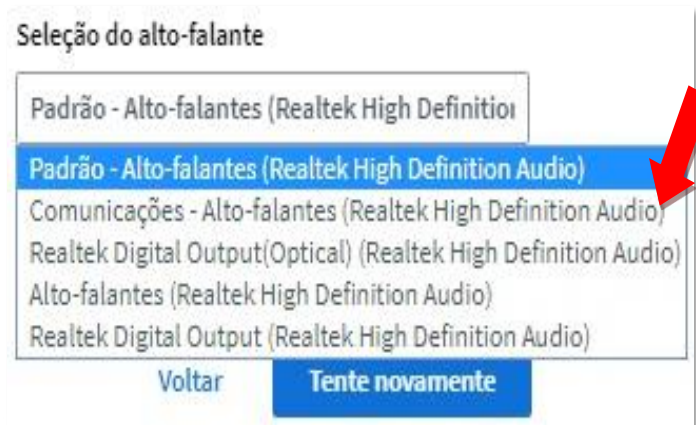 Seleção do alto-falante
Padrão - Alto-falantes (Realtek High Definition
Padrão - Alto-falantes (Realtek High Definition Audio)
Comunicações - Alto-falantes (Realtek High Definition Audio)
Realtek Digital Output(Optical) (Realtek High Definition Audio)
Alto-falantes (Realtek High Definition Audio)
Realtek Digital Output (Realtek High Definition Audio)
Voltar Tente novamente